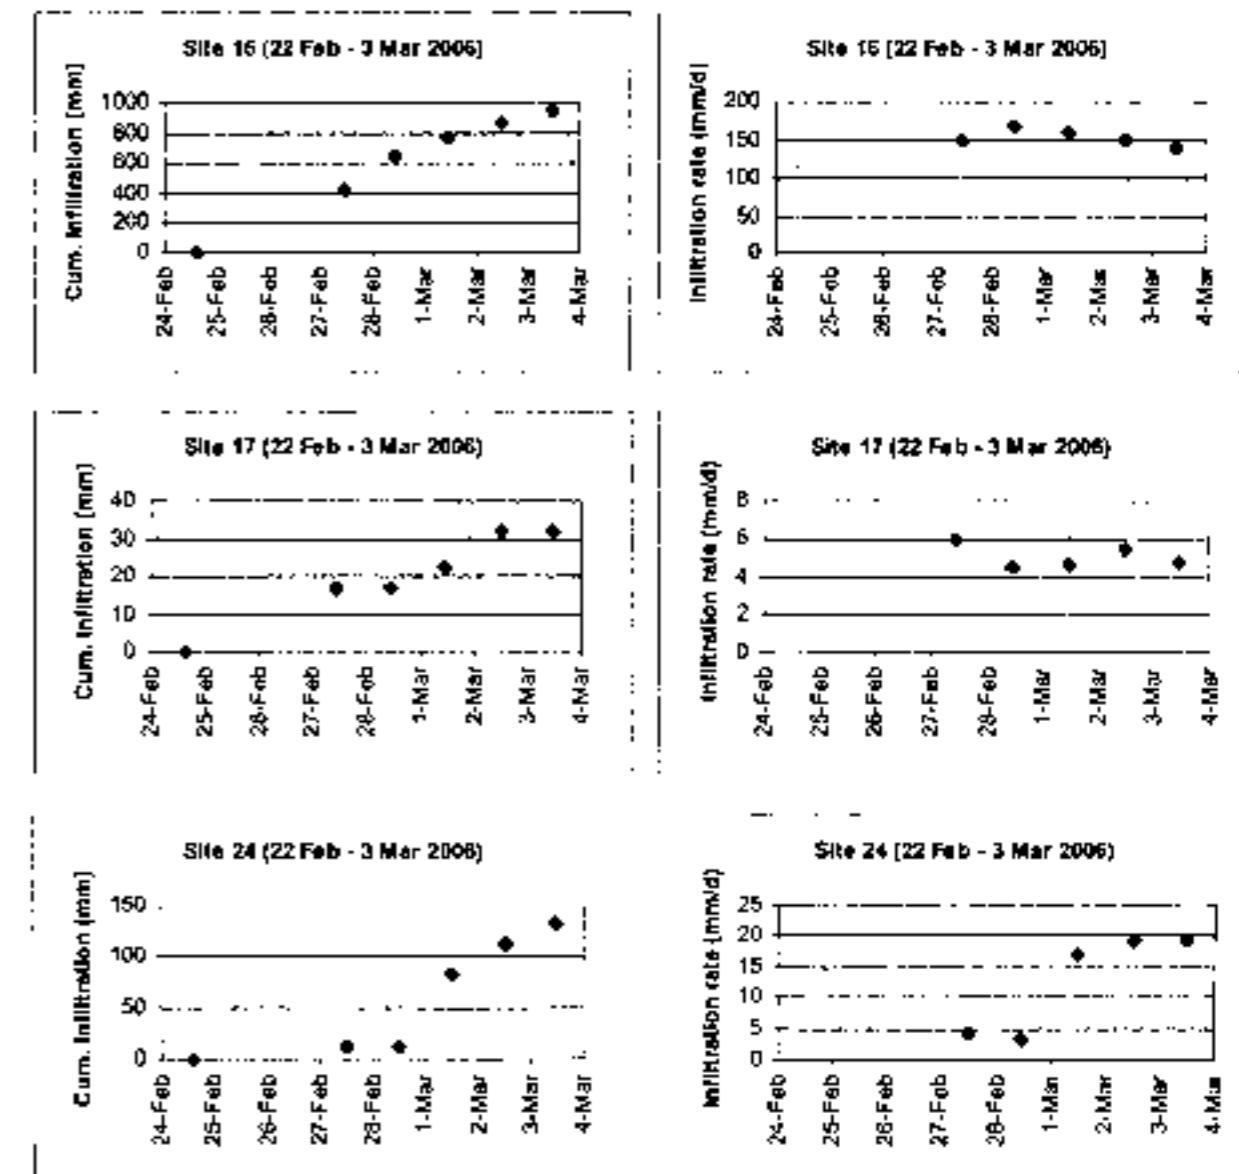 Site 16 (22 Feb - 3 Mar 2006)
Cum. Infiltration (mm)
1000
800
600
400
200
0
24-Feb 25-Feb 26-Feb 27-Feb 28-Feb 1-Mar 2-Mar 3-Mar 4-Mar
Site 16 (22 Feb - 3 Mar 2006)
Infiltration rate (mm/d)
200
150
100
50
0
24-Feb 25-Feb 26-Feb 27-Feb 28-Feb 1-Mar 2-Mar 3-Mar 4-Mar
Site 17 (22 Feb - 3 Mar 2006)
Cum. Infiltration (mm)
40
30
20
10
0
24-Feb 25-Feb 26-Feb 27-Feb 28-Feb 1-Mar 2-Mar 3-Mar 4-Mar
Site 17 (22 Feb - 3 Mar 2006)
Infiltration rate (mm/d)
8
6
4
2
0
24-Feb 25-Feb 26-Feb 27-Feb 28-Feb 1-Mar 2-Mar 3-Mar 4-Mar
Site 24 (22 Feb - 3 Mar 2006)
Cum. Infiltration (mm)
150
100
50
0
24-Feb 25-Feb 26-Feb 27-Feb 28-Feb 1-Mar 2-Mar 3-Mar 4-Mar
Site 24 (22 Feb - 3 Mar 2006)
Infiltration rate (mm/d)
25
20
15
10
5
0
24-Feb 25-Feb 26-Feb 27-Feb 28-Feb 1-Mar 2-Mar 3-Mar 4-Mar